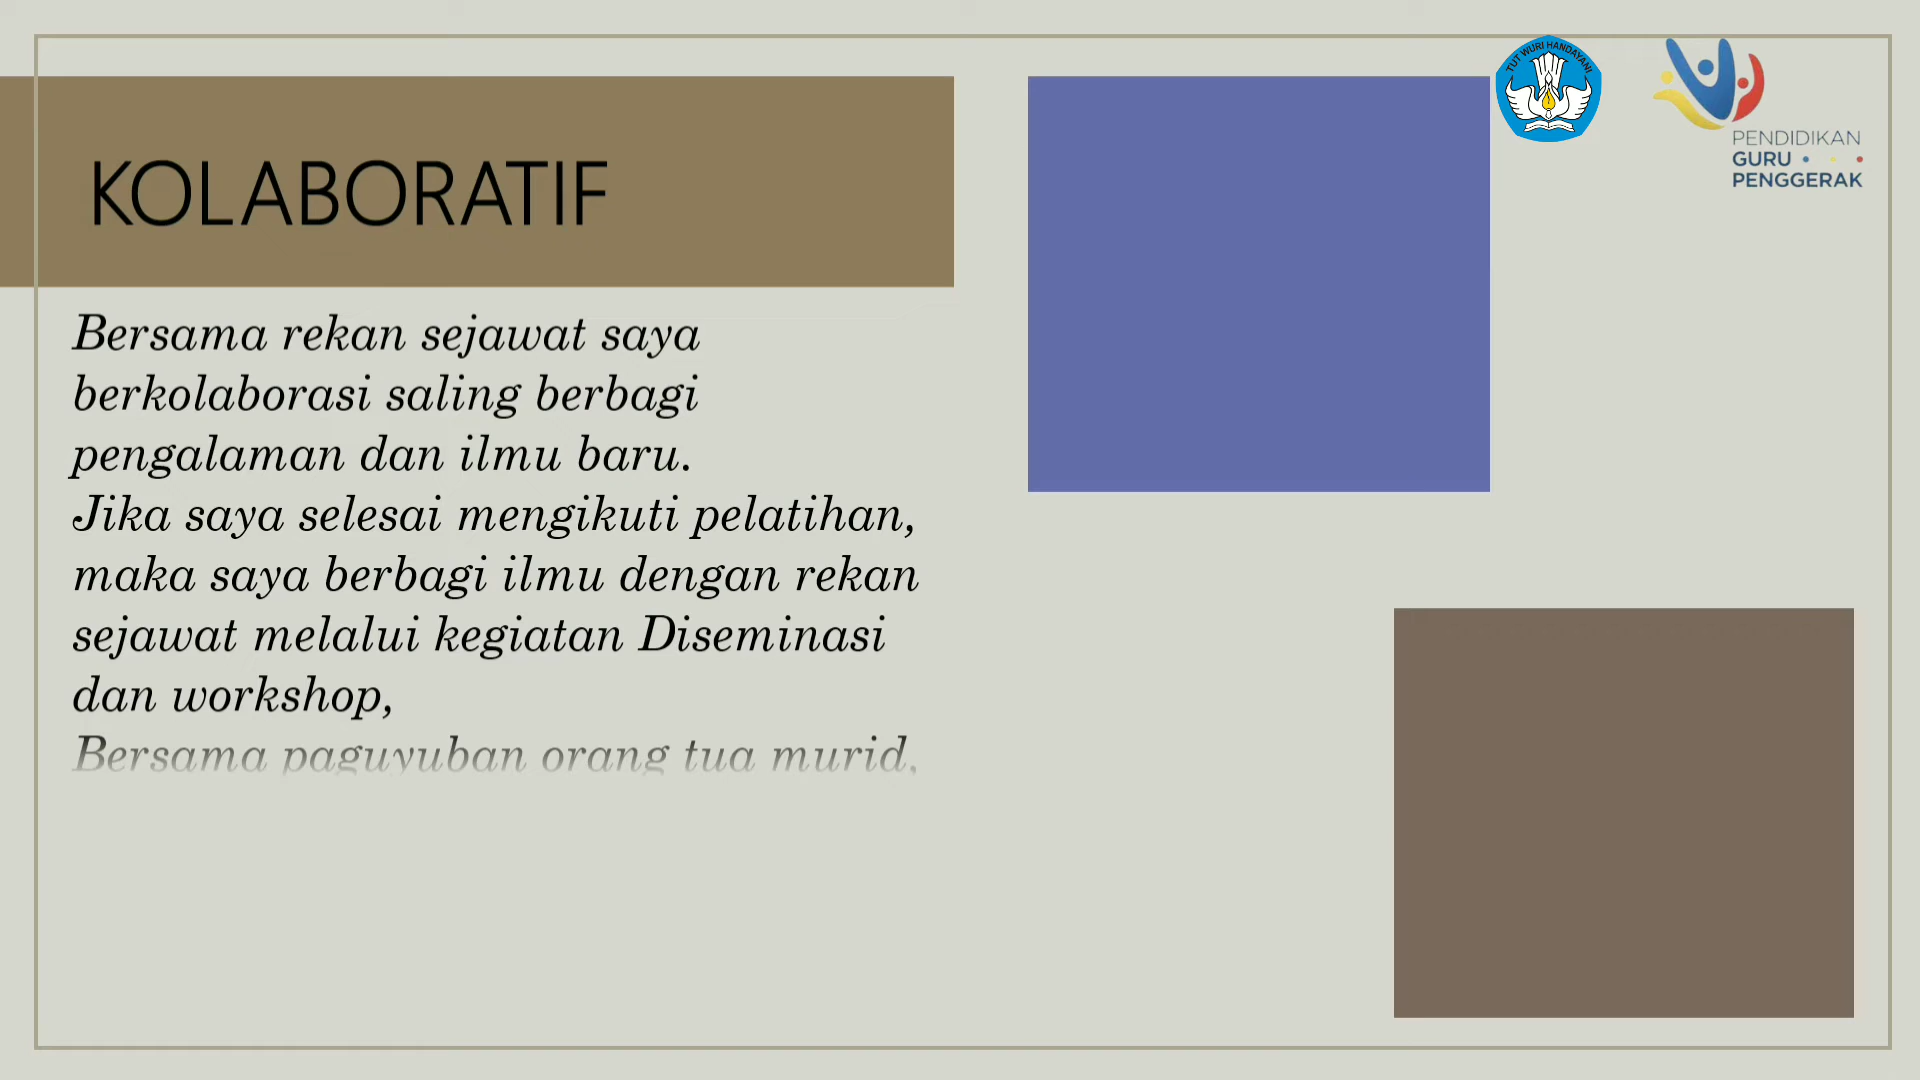 KOLABORATIF
Bersama rekan sejawat saya
berkolaborasi saling berbagi
pengalaman dan ilmu baru.
Jika saya selesai mengikuti pelatihan,
maka saya berbagi ilmu dengan rekan
sejawat melalui kegiatan Diseminasi
dan workshop,
Bersama paguyuban orang tua murid,
TUT WURI HANDAYANI
PENDIDIKAN
GURU
PENGGERAK